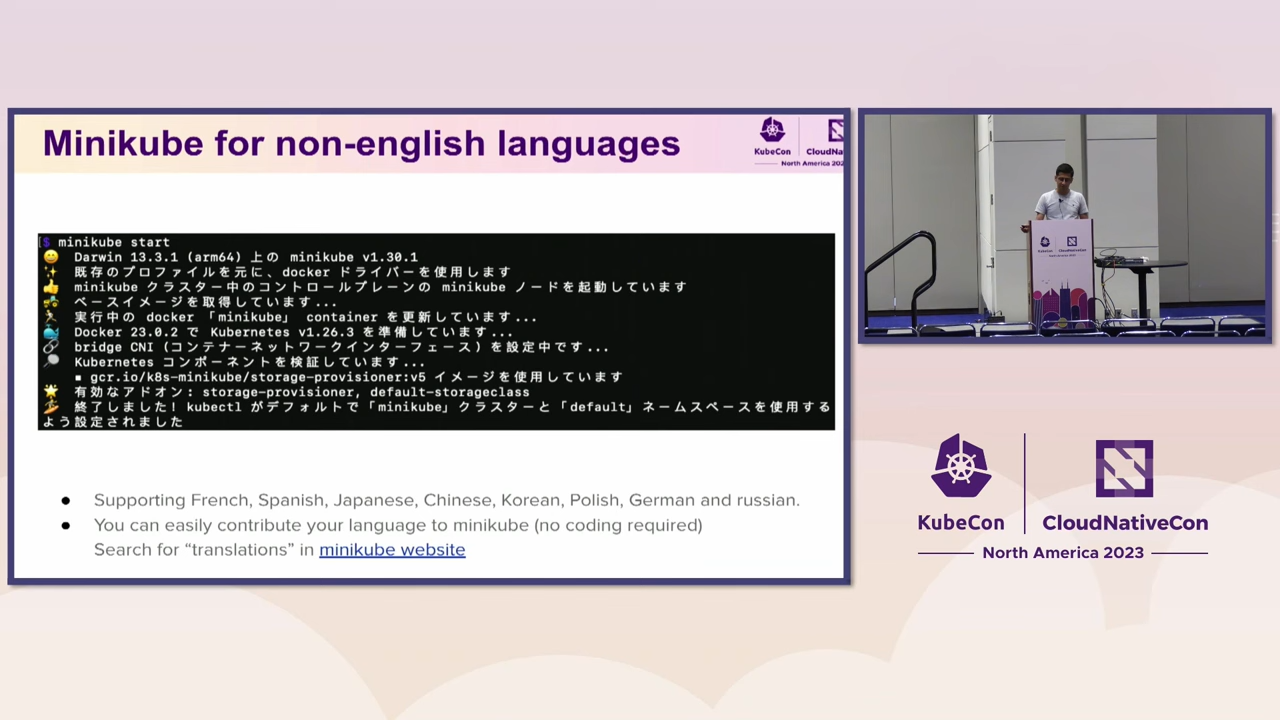 Minikube for non-english languages
KubeCon
CloudNa
North America 202
[$ minikube start
😄 Darwin 13.3.1 (arm64) 上の minikube v1.30.1
✨ 既存のプロファイルを元に、docker ドライバーを使用します
👍 minikube クラスター中のコントロールプレーンの minikube ノードを起動しています
🚜 ベースイメージを取得しています...
🏃 実行中の docker 「minikube」 container を更新しています...
🐳 Docker 23.0.2 で Kubernetes v1.26.3 を準備しています...
🔗 bridge CNI (コンテナーネットワークインターフェース) を設定中です...
🔎 Kubernetes コンポーネントを検証しています...
▪ gcr.io/k8s-minikube/storage-provisioner:v5 イメージを使用しています
🌟 有効なアドオン: storage-provisioner, default-storageclass
🏄 終了しました! kubectl がデフォルトで「minikube」クラスターと「default」ネームスペースを使用する
よう設定されました
● Supporting French, Spanish, Japanese, Chinese, Korean, Polish, German and russian.
● You can easily contribute your language to minikube (no coding required)
Search for “translations” in minikube website
KubeCon
CloudNativeCon
North America 2023